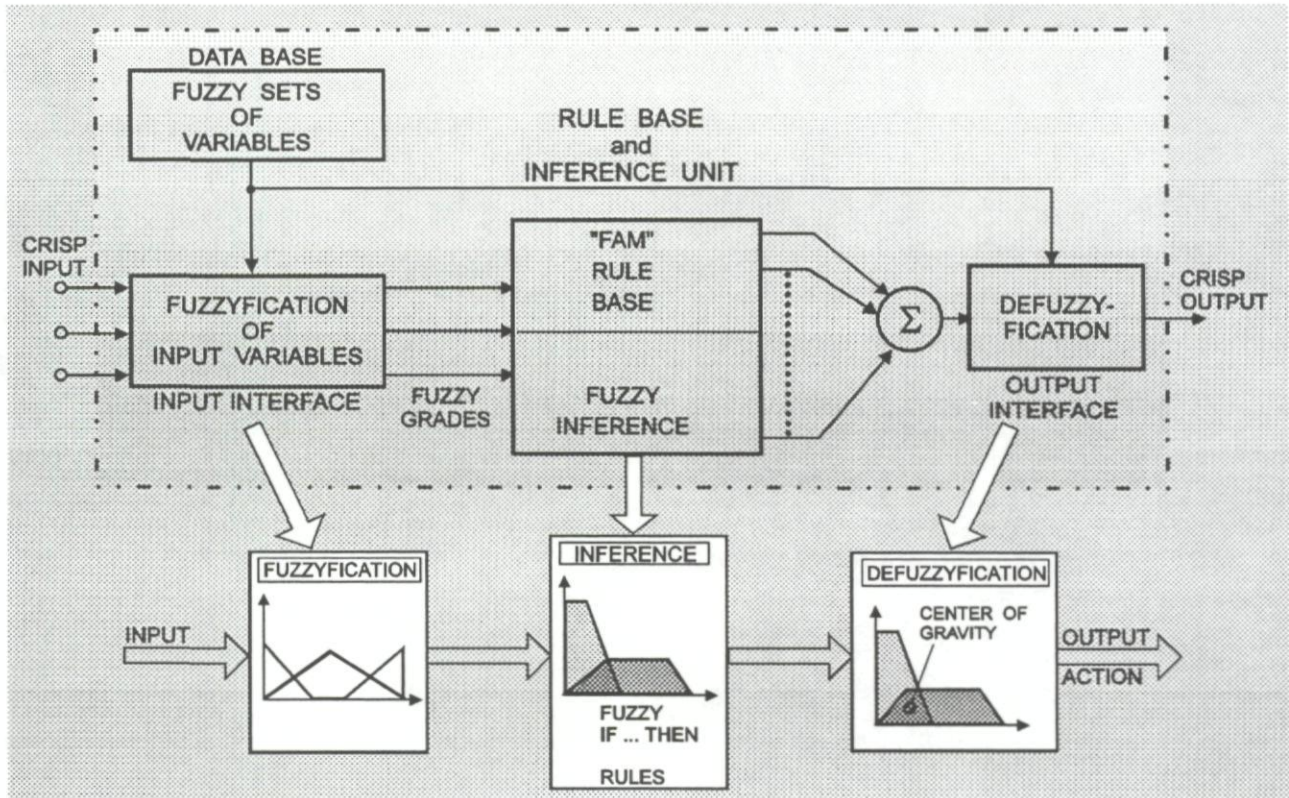 DATA BASE
FUZZY SETS
OF
VARIABLES
RULE BASE
and
INFERENCE UNIT
CRISP
INPUT
FUZZYFICATION
OF
INPUT VARIABLES
INPUT INTERFACE
FUZZY
GRADES
"FAM"
RULE
BASE
FUZZY
INFERENCE
Σ
DEFUZZY-
FICATION
OUTPUT
INTERFACE
CRISP
OUTPUT
INPUT
FUZZYFICATION
INFERENCE
FUZZY
IF ... THEN
RULES
DEFUZZYFICATION
CENTER OF
GRAVITY
OUTPUT
ACTION